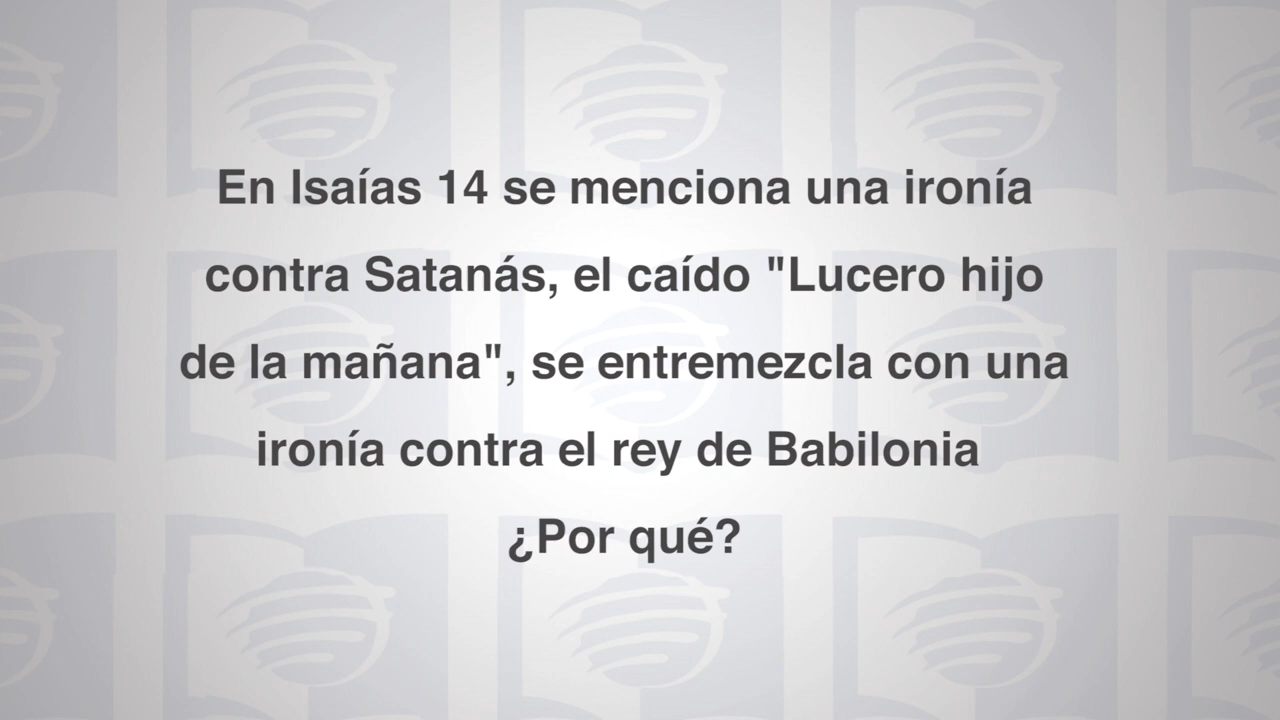 En Isaías 14 se menciona una ironía
contra Satanás, el caído "Lucero hijo
de la mañana", se entremezcla con una
ironía contra el rey de Babilonia
¿Por qué?